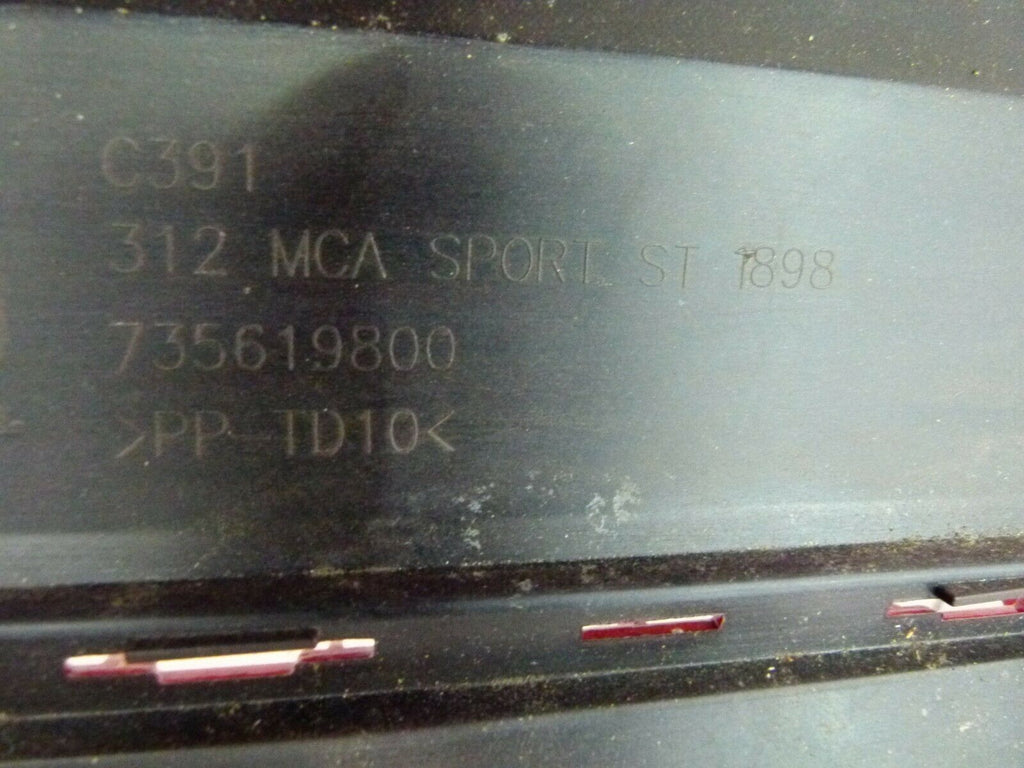 C391
312 MCA SPORT ST 1898
735619800
>PP-TD10<